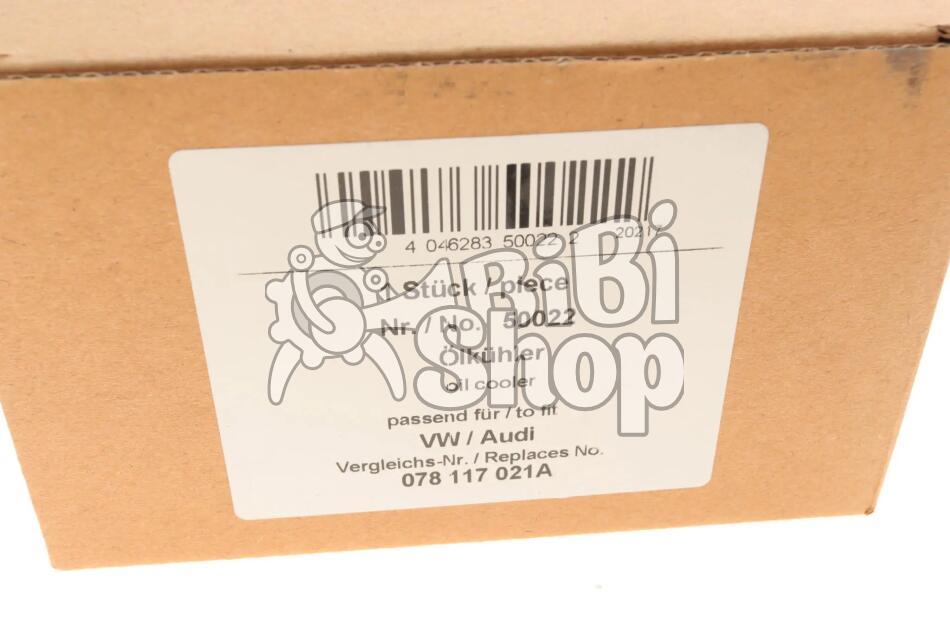 4 046283 50022 2
1 Stück / piece
Nr. / No. 50022
Ölkühler
oil cooler
passend für / to fit
VW / Audi
Vergleichs-Nr. / Replaces No.
078 117 021A
BiBi
Shop